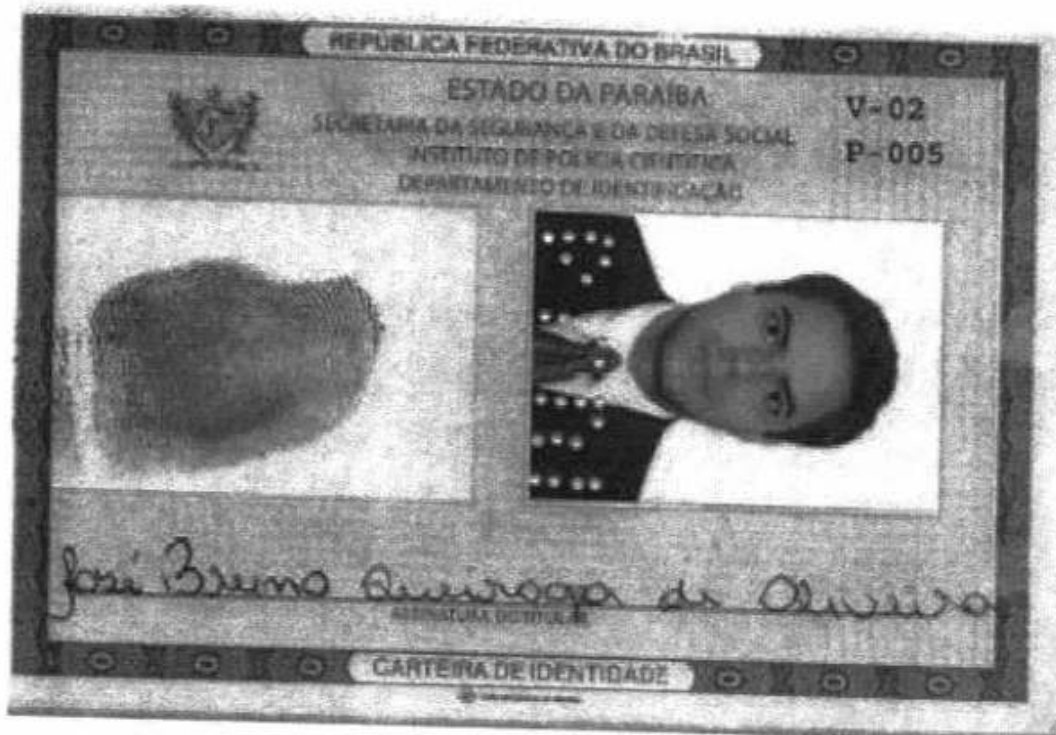 REPÚBLICA FEDERATIVA DO BRASIL
ESTADO DA PARAÍBA
V-02
SECRETARIA DA SEGURANÇA E DA DEFESA SOCIAL
P-005
INSTITUTO DE POLÍCIA CIENTÍFICA
DEPARTAMENTO DE IDENTIFICAÇÃO
José Bruno Queiroga de Oliveira
ASSINATURA DO TITULAR
CARTEIRA DE IDENTIDADE